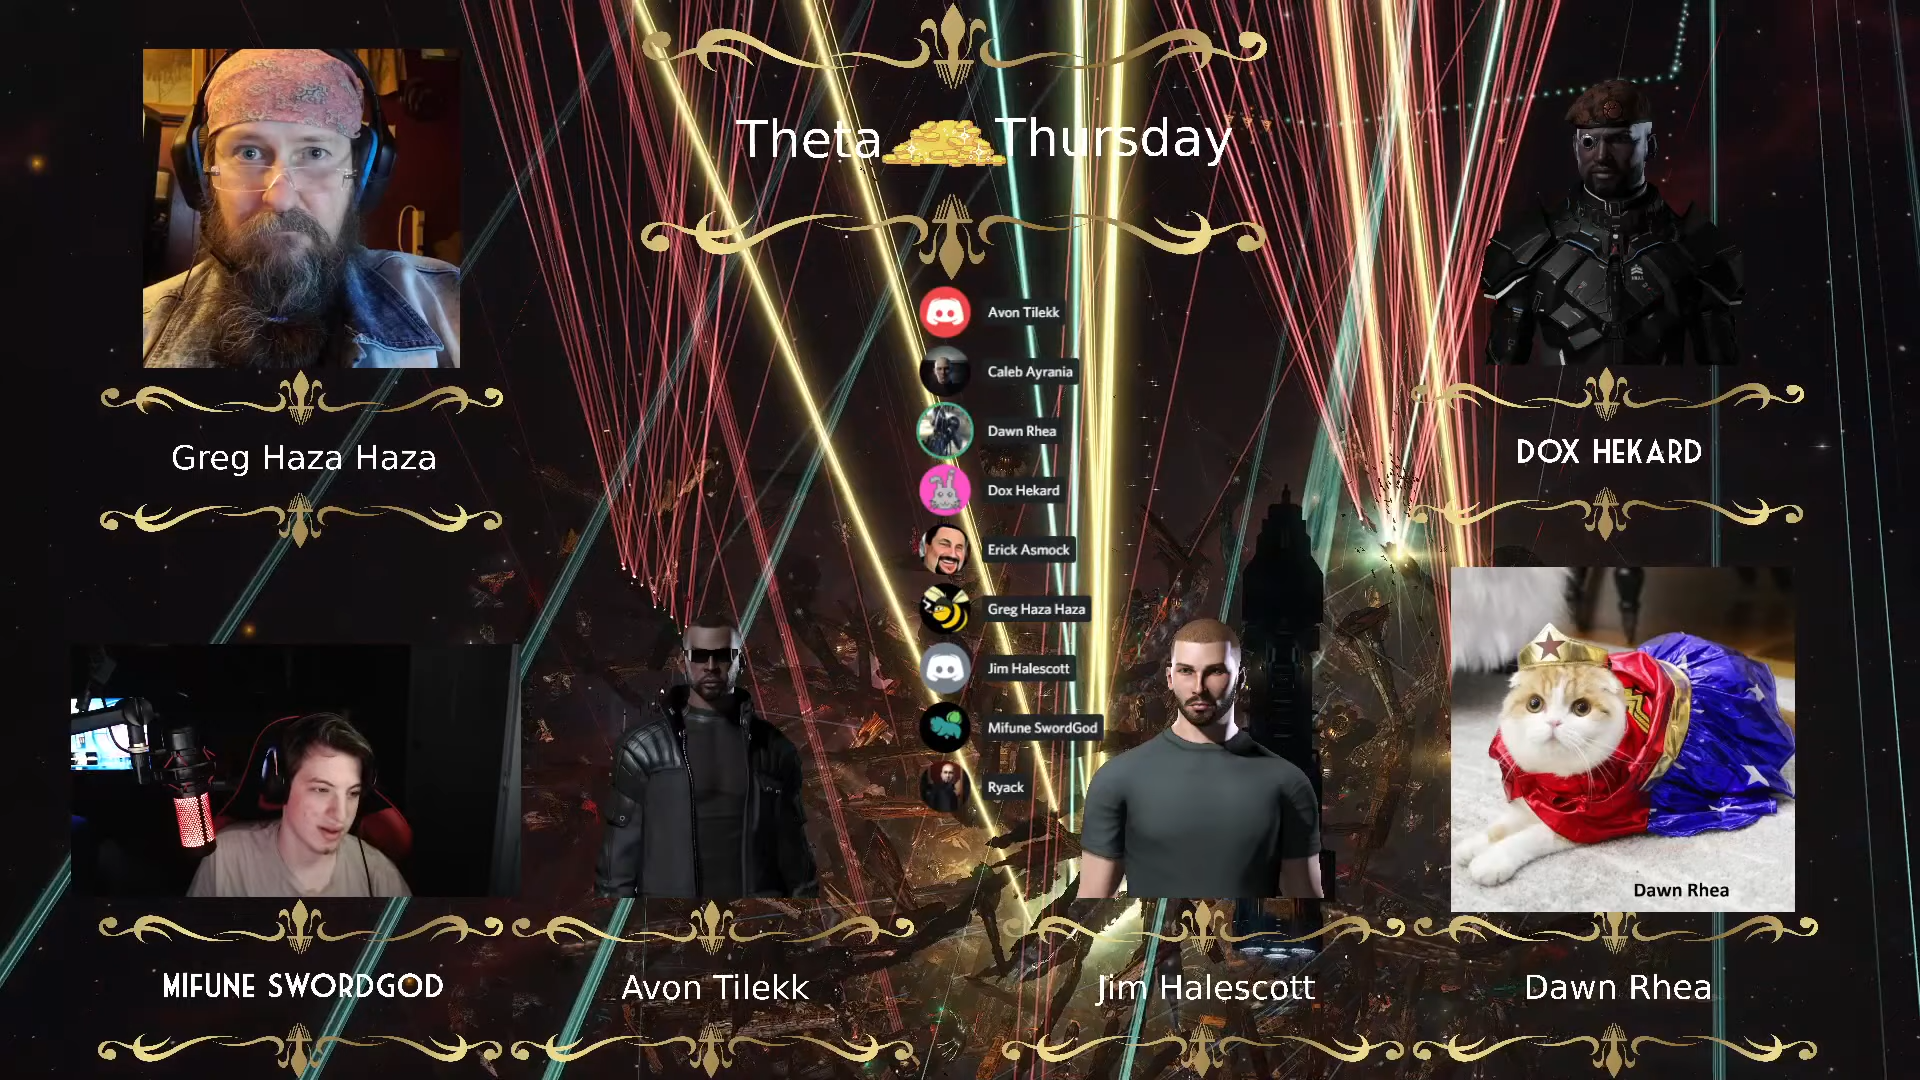 Theta Thursday
Avon Tilekk
Caleb Ayrania
Dawn Rhea
Dox Hekard
Erick Asmock
Greg Haza Haza
Jim Halescott
Mifune SwordGod
Ryack
Greg Haza Haza
DOX HEKARD
Dawn Rhea
MIFUNE SWORDGOD
Avon Tilekk
Jim Halescott
Dawn Rhea